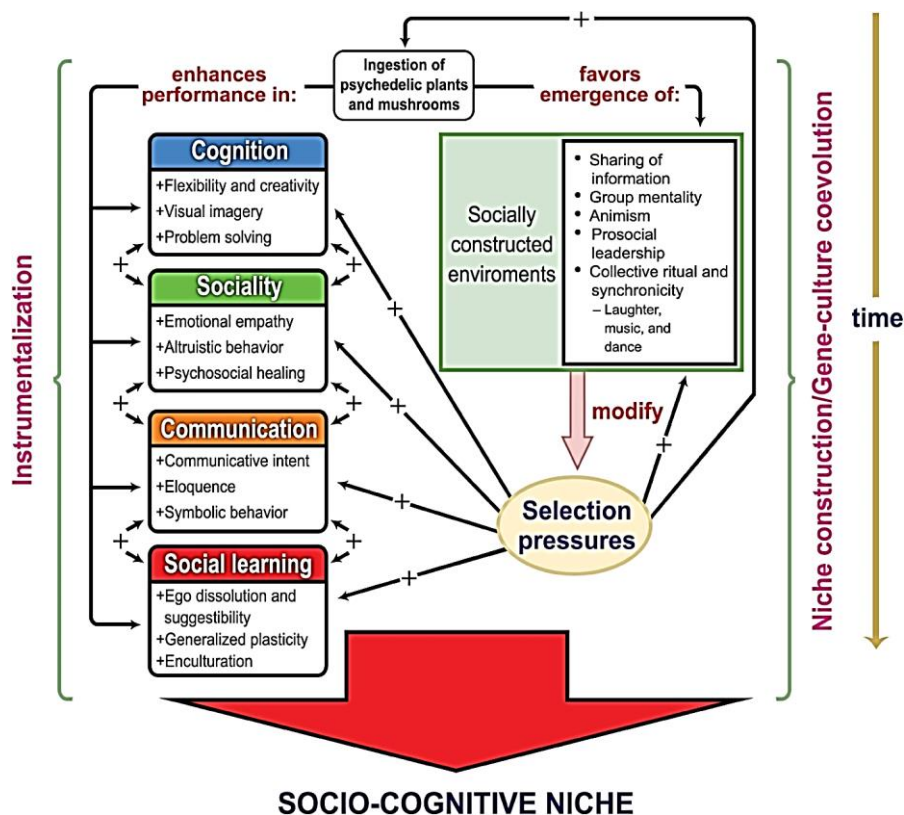 +
Ingestion of
psychedelic plants
and mushrooms
enhances
performance in:
favors
emergence of:
Cognition
+Flexibility and creativity
+Visual imagery
+Problem solving
+
+
Sociality
+Emotional empathy
+Altruistic behavior
+Psychosocial healing
+
+
Communication
+Communicative intent
+Eloquence
+Symbolic behavior
+
+
Social learning
+Ego dissolution and
suggestibility
+Generalized plasticity
+Enculturation
Socially
constructed
enviroments
• Sharing of
information
• Group mentality
• Animism
• Prosocial
leadership
• Collective ritual and
synchronicity
– Laughter,
music, and
dance
modify
+
+
+
+
+
Selection
pressures
Instrumentalization
Niche construction/Gene-culture coevolution
time
SOCIO-COGNITIVE NICHE